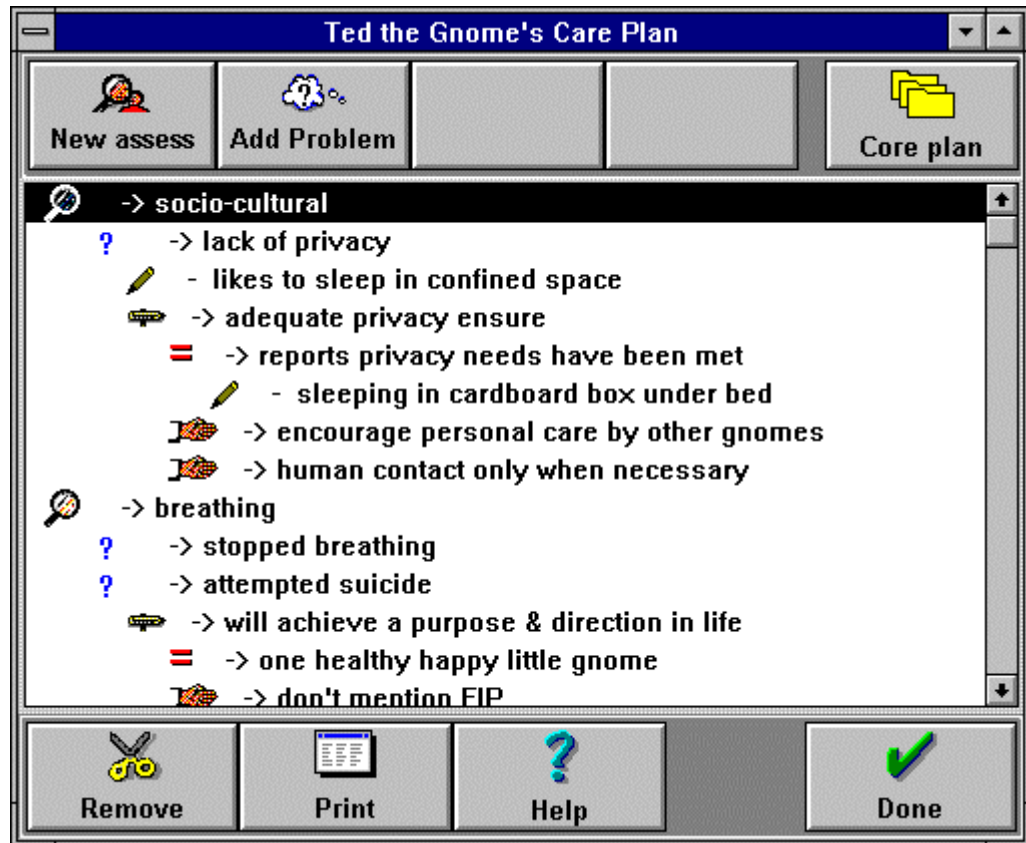 Ted the Gnome's Care Plan
New assess Add Problem Core plan
-> socio-cultural
? -> lack of privacy
- likes to sleep in confined space
-> adequate privacy ensure
= -> reports privacy needs have been met
- sleeping in cardboard box under bed
-> encourage personal care by other gnomes
-> human contact only when necessary
-> breathing
? -> stopped breathing
? -> attempted suicide
-> will achieve a purpose & direction in life
= -> one healthy happy little gnome
-> don't mention FIP
Remove Print Help Done